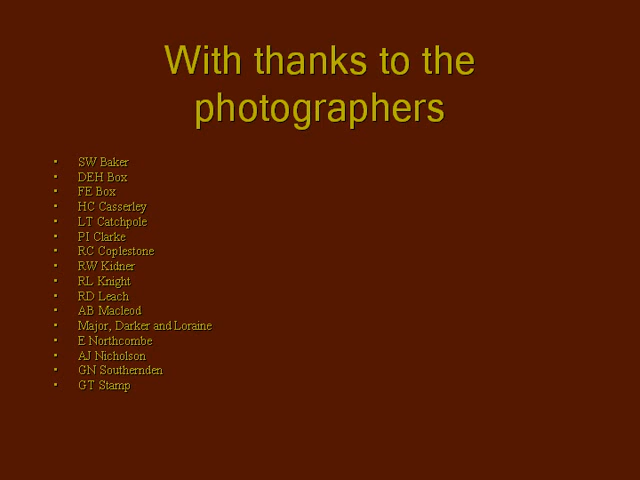 With thanks to the
photographers
• SW Baker
• DEH Box
• FE Box
• HC Casserley
• LT Catchpole
• PI Clarke
• RC Coplestone
• RW Kidner
• RL Knight
• RD Leach
• AB Macleod
• Major, Darker and Loraine
• E Northcombe
• AJ Nicholson
• GN Southernden
• GT Stamp